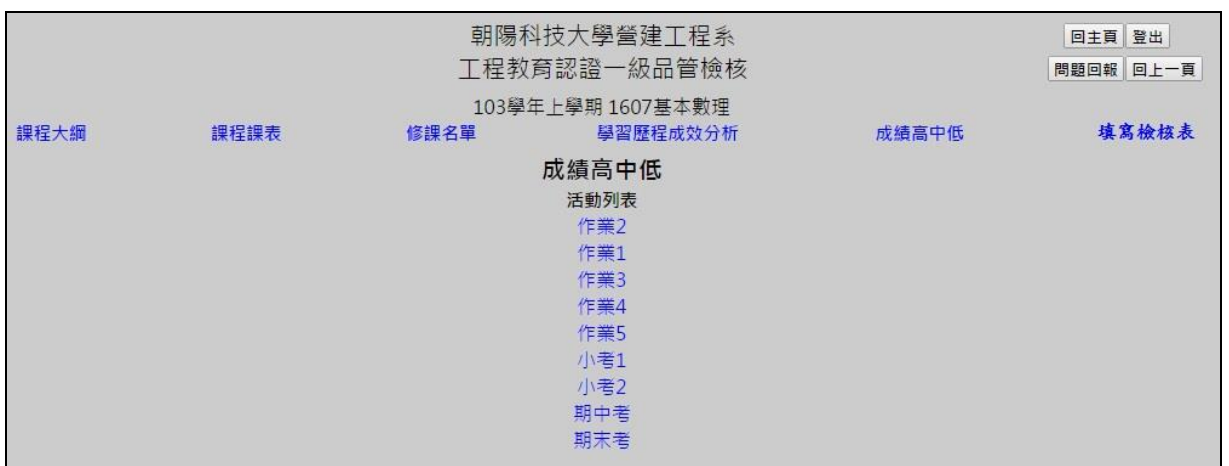 朝陽科技大學營建工程系
回主頁 登出
工程教育認證一級品管檢核
問題回報 回上一頁
103學年上學期 1607基本數理
課程大綱 課程課表 修課名單 學習歷程成效分析 成績高中低 填寫檢核表
成績高中低
活動列表
作業2
作業1
作業3
作業4
作業5
小考1
小考2
期中考
期末考